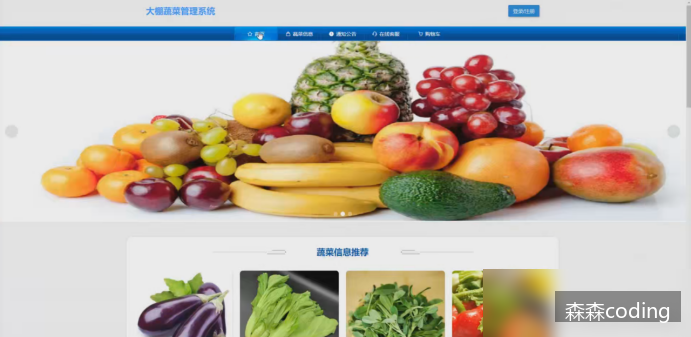 大棚蔬菜管理系统
登录/注册
首页
蔬菜信息
通知公告
在线客服
购物车
蔬菜信息推荐
森森coding